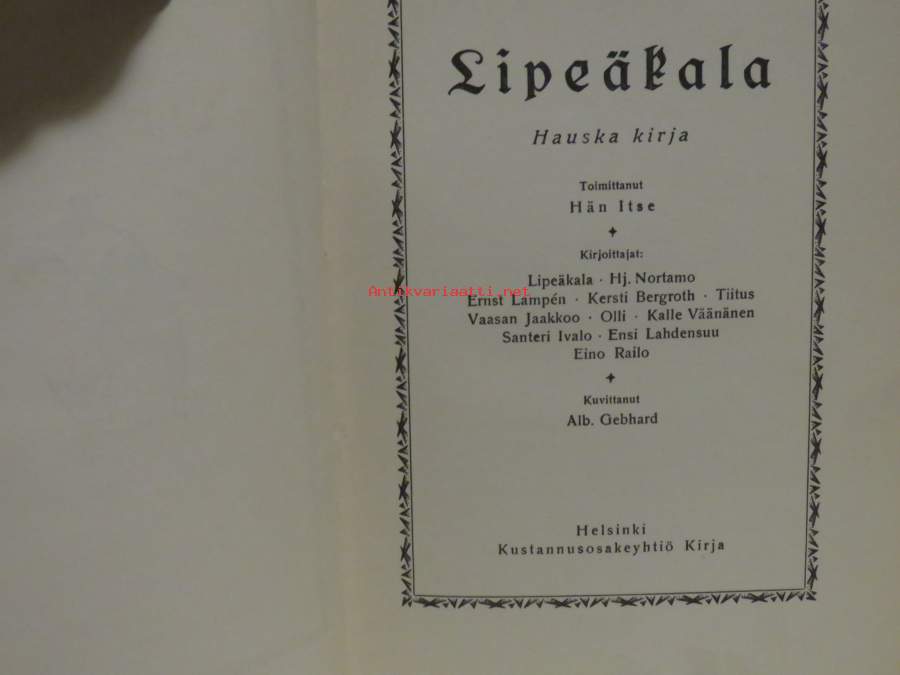 Lipeäkala
Hauska kirja
Toimittanut
Hän Itse
Kirjoittajat:
Lipeäkala · Hj. Nortamo
Antikvariaatti.net
Ernst Lampén · Kersti Bergroth · Tiitus
Vaasan Jaakkoo · Olli · Kalle Väänänen
Santeri Ivalo · Ensi Lahdensuu
Eino Railo
Kuvittanut
Alb. Gebhard
Helsinki
Kustannusosakeyhtiö Kirja